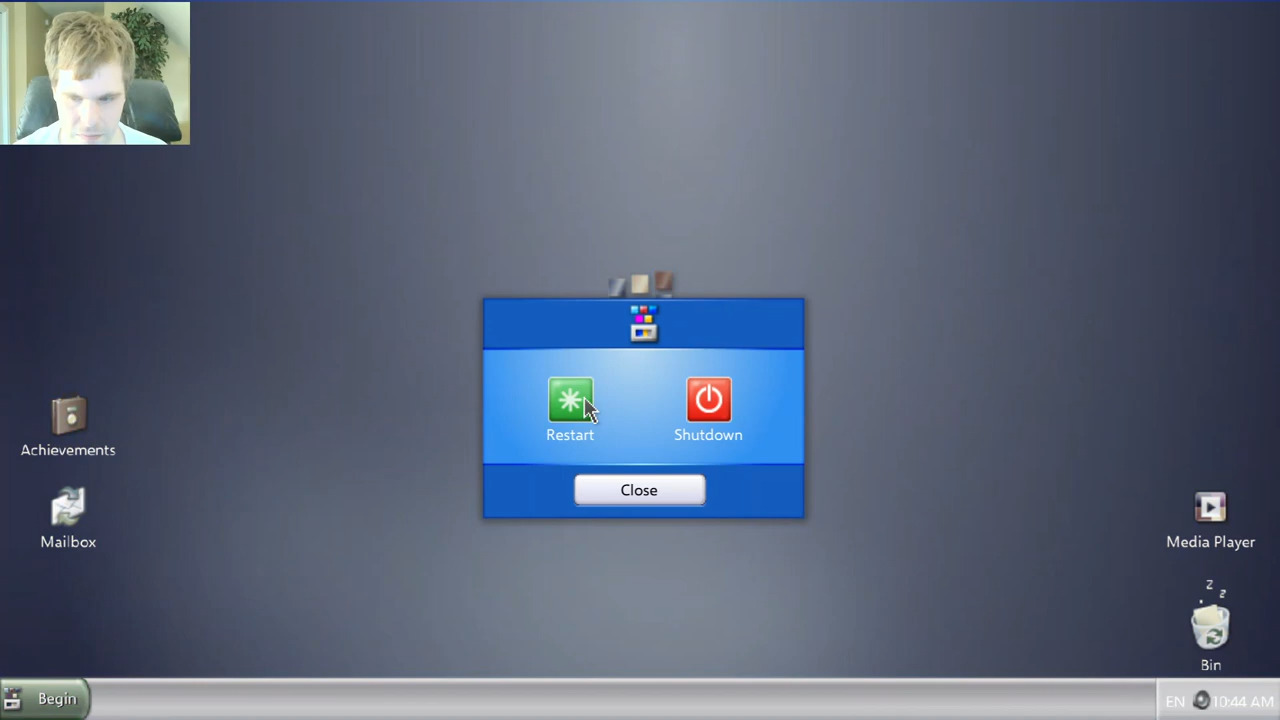 Restart
Shutdown
Close
Achievements
Mailbox
Media Player
z z
Bin
Begin
EN 10:44 AM